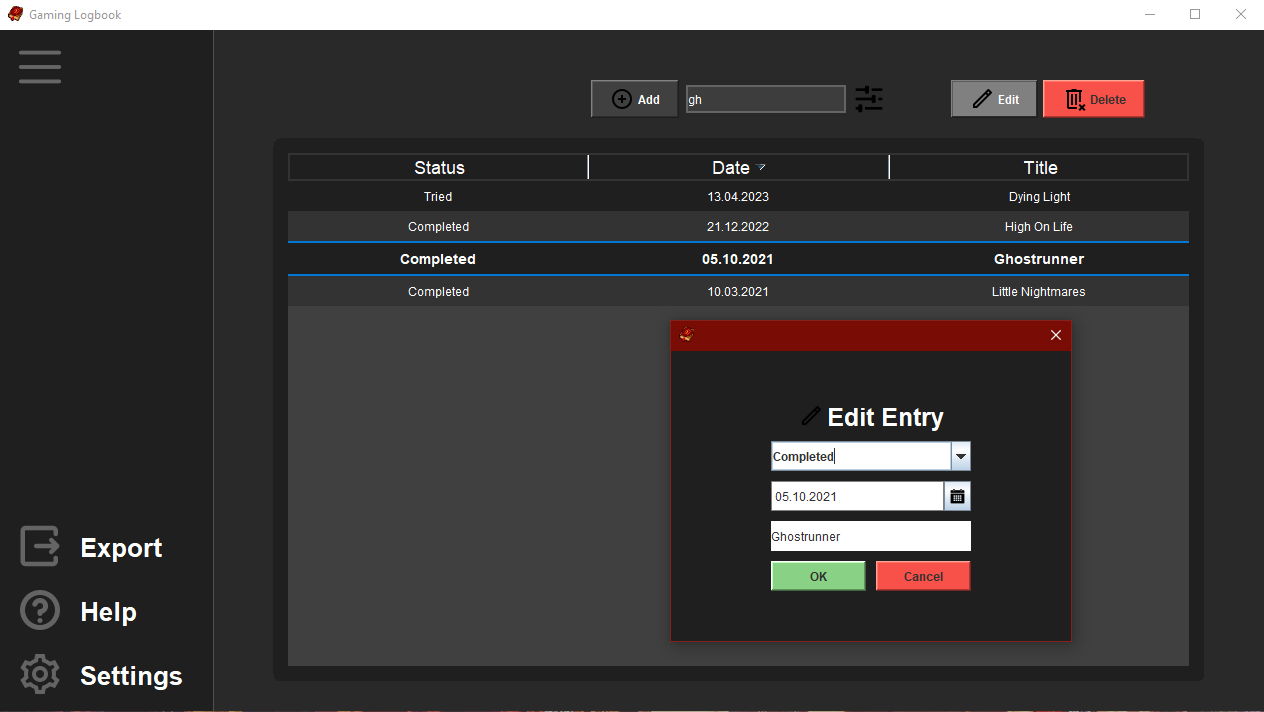 Gaming Logbook
Add gh Edit Delete
Status Date Title
Tried 13.04.2023 Dying Light
Completed 21.12.2022 High On Life
Completed 05.10.2021 Ghostrunner
Completed 10.03.2021 Little Nightmares
Edit Entry
Completed
05.10.2021
Ghostrunner
OK Cancel
Export
Help
Settings